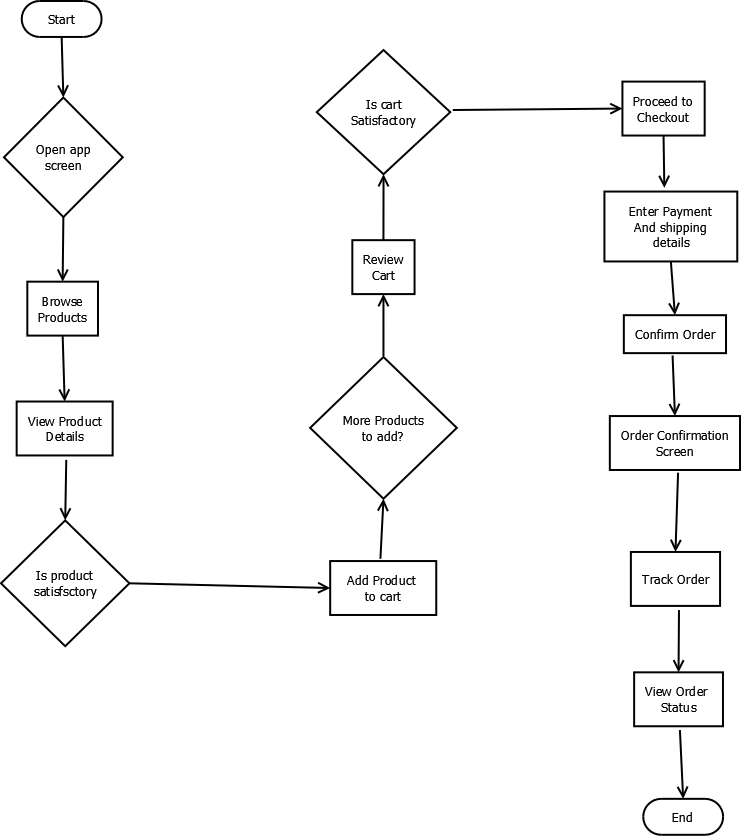 Start
Open app
screen
Browse
Products
View Product
Details
Is product
satisfsctory
Add Product
to cart
More Products
to add?
Review
Cart
Is cart
Satisfactory
Proceed to
Checkout
Enter Payment
And shipping
details
Confirm Order
Order Confirmation
Screen
Track Order
View Order
Status
End